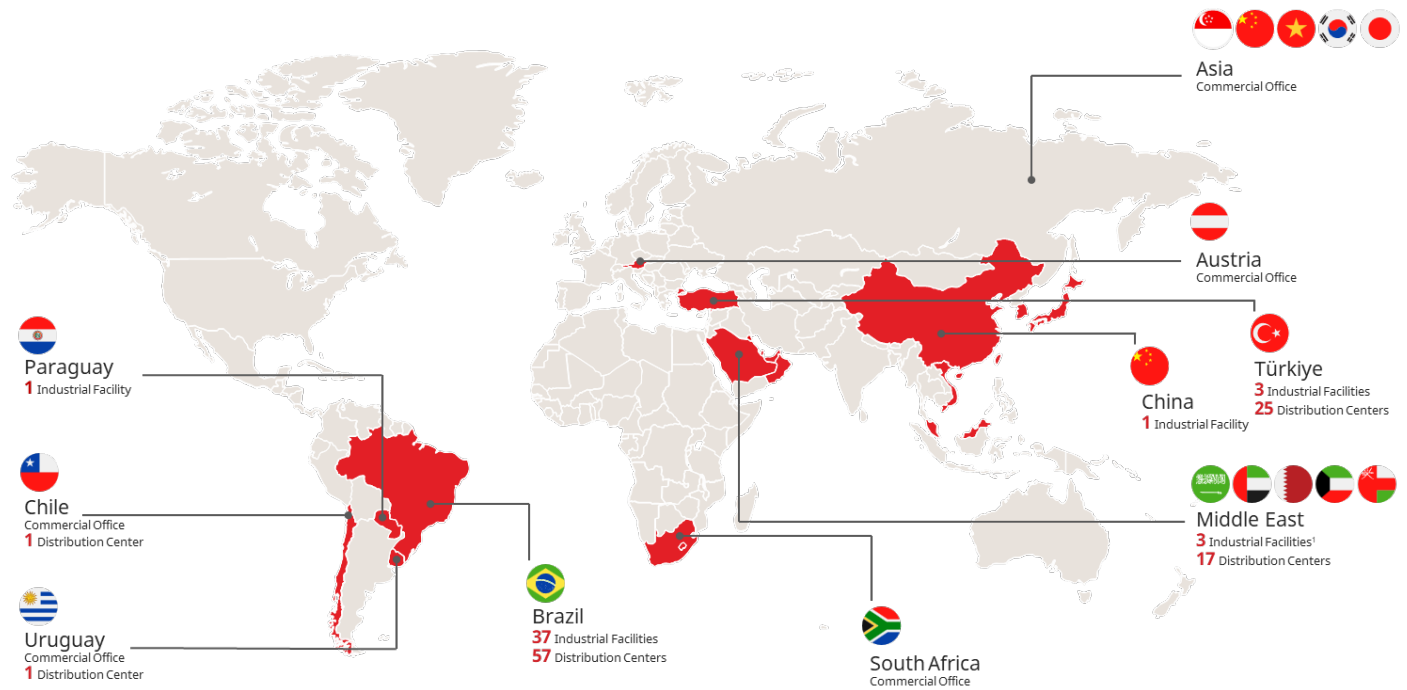 Asia
Commercial Office
Austria
Commercial Office
Türkiye
3 Industrial Facilities
25 Distribution Centers
China
1 Industrial Facility
Middle East
3 Industrial Facilities¹
17 Distribution Centers
Paraguay
1 Industrial Facility
Chile
Commercial Office
1 Distribution Center
Uruguay
Commercial Office
1 Distribution Center
Brazil
37 Industrial Facilities
57 Distribution Centers
South Africa
Commercial Office